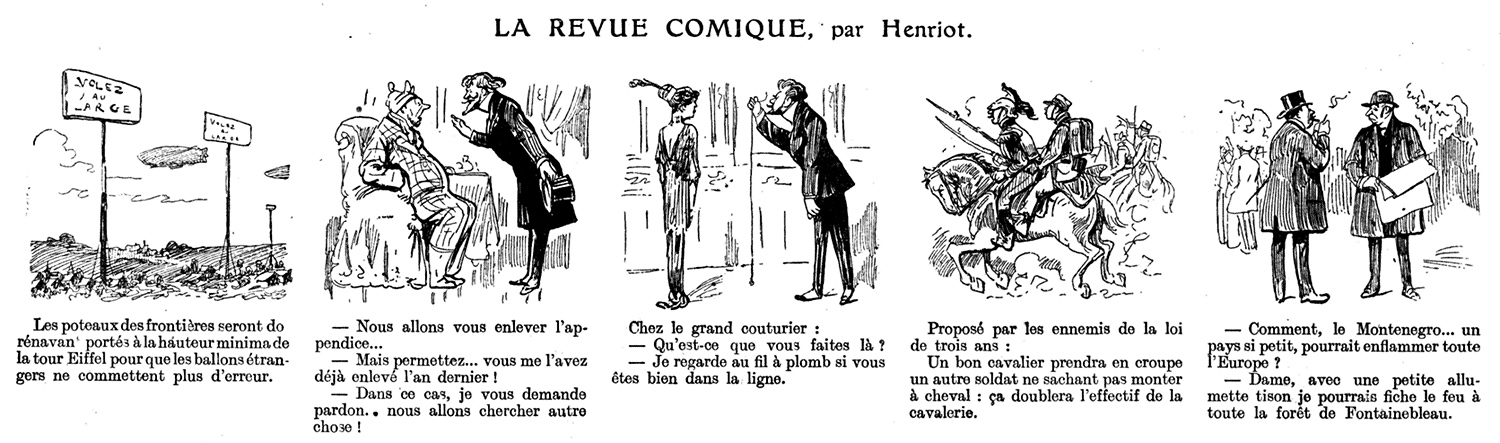 LA REVUE COMIQUE, par Henriot.
VOLEZ
AU
LARGE
VOLEZ
AU
LARGE
Les poteaux des frontières seront do
rénavan' portés à la hauteur minima de
la tour Eiffel pour que les ballons étran-
gers ne commettent plus d'erreur.
— Nous allons vous enlever l'ap-
pendice...
— Mais permettez... vous me l'avez
déjà enlevé l'an dernier !
— Dans ce cas, je vous demande
pardon.. nous allons chercher autre
chose !
Chez le grand couturier :
— Qu'est-ce que vous faites là ?
— Je regarde au fil à plomb si vous
êtes bien dans la ligne.
Proposé par les ennemis de la loi
de trois ans :
Un bon cavalier prendra en croupe
un autre soldat ne sachant pas monter
à cheval : ça doublera l'effectif de la
cavalerie.
— Comment, le Montenegro... un
pays si petit, pourrait enflammer toute
l'Europe ?
— Dame, avec une petite allu-
mette tison je pourrais fiche le feu à
toute la forêt de Fontainebleau.